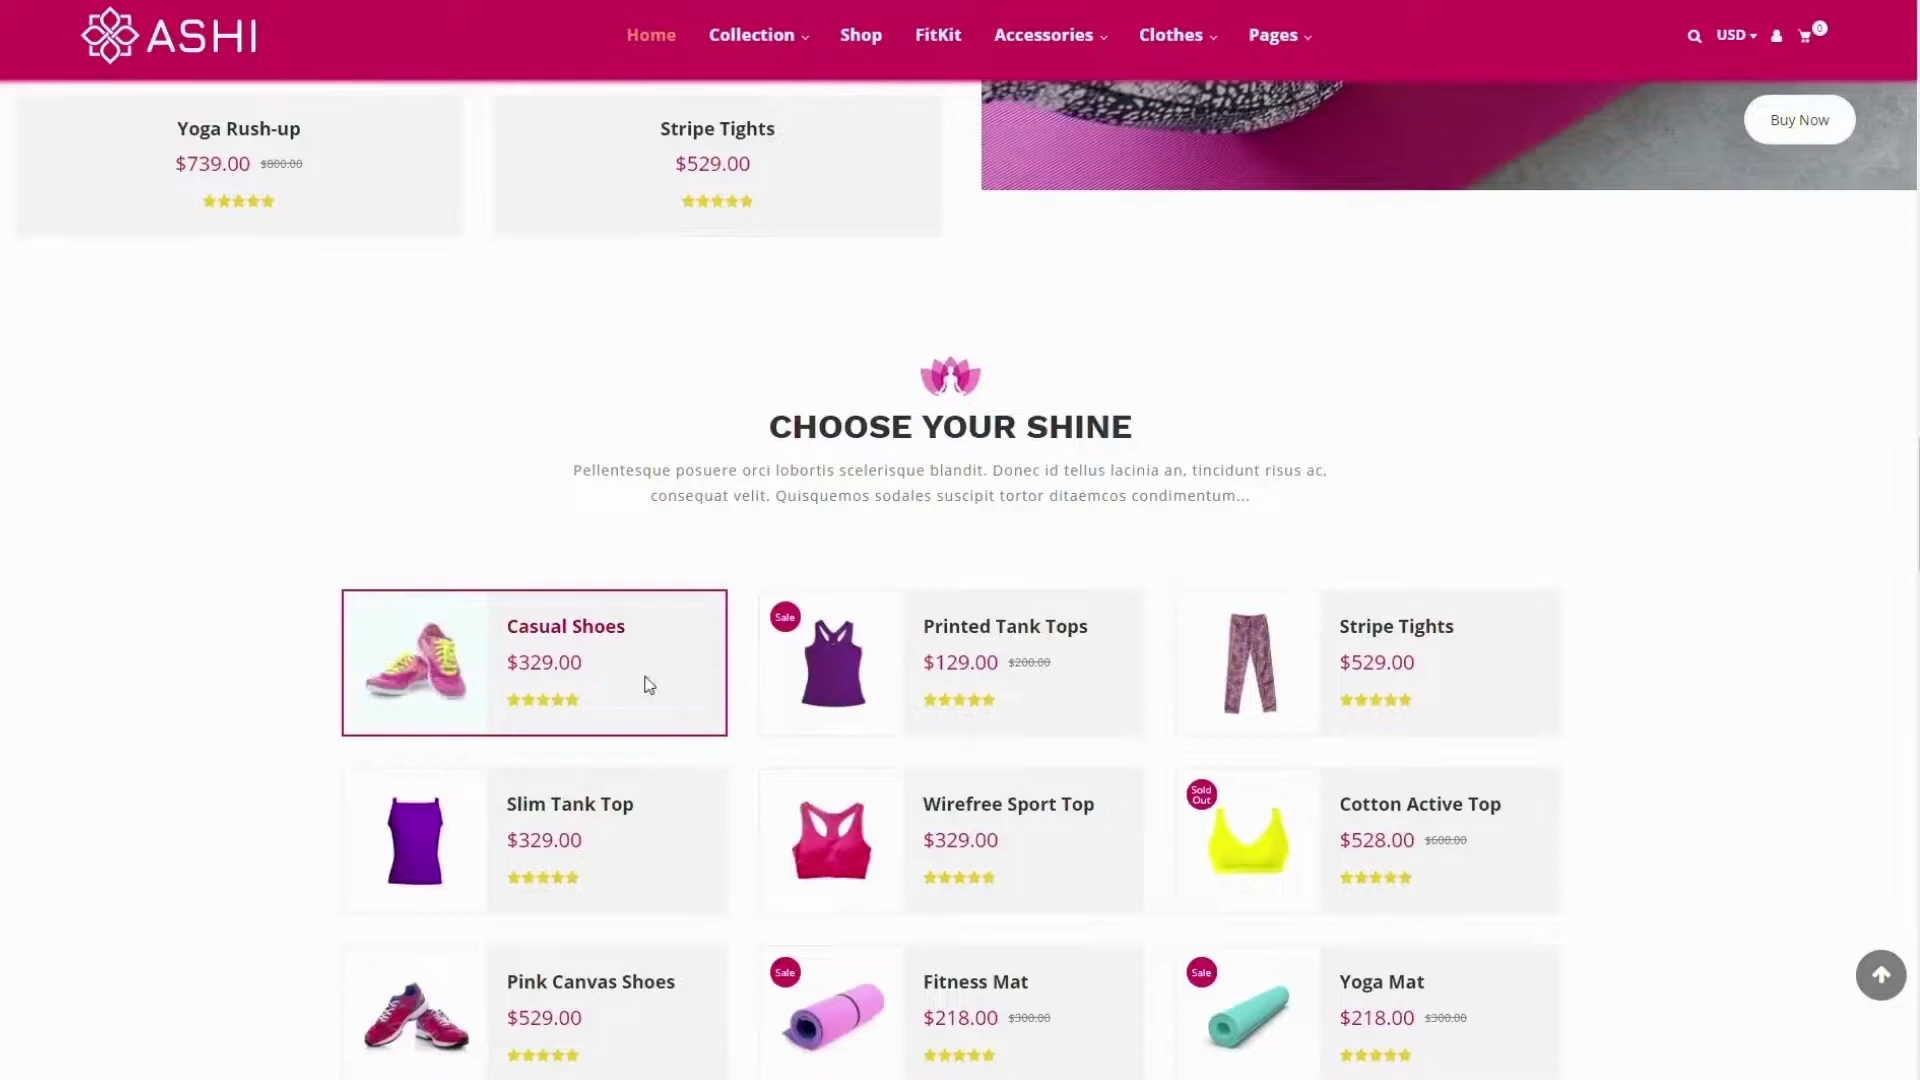 ASHI
Home Collection Shop FitKit Accessories Clothes Pages
USD
0
Yoga Rush-up
$739.00 $800.00
Stripe Tights
$529.00
Buy Now
CHOOSE YOUR SHINE
Pellentesque posuere orci lobortis scelerisque blandit. Donec id tellus lacinia an, tincidunt risus ac,
consequat velit. Quisquemos sodales suscipit tortor ditaemcos condimentum...
Casual Shoes
$329.00
Sale
Printed Tank Tops
$129.00 $200.00
Stripe Tights
$529.00
Slim Tank Top
$329.00
Wirefree Sport Top
$329.00
Sold
Out
Cotton Active Top
$528.00 $600.00
Pink Canvas Shoes
$529.00
Sale
Fitness Mat
$218.00 $300.00
Sale
Yoga Mat
$218.00 $300.00